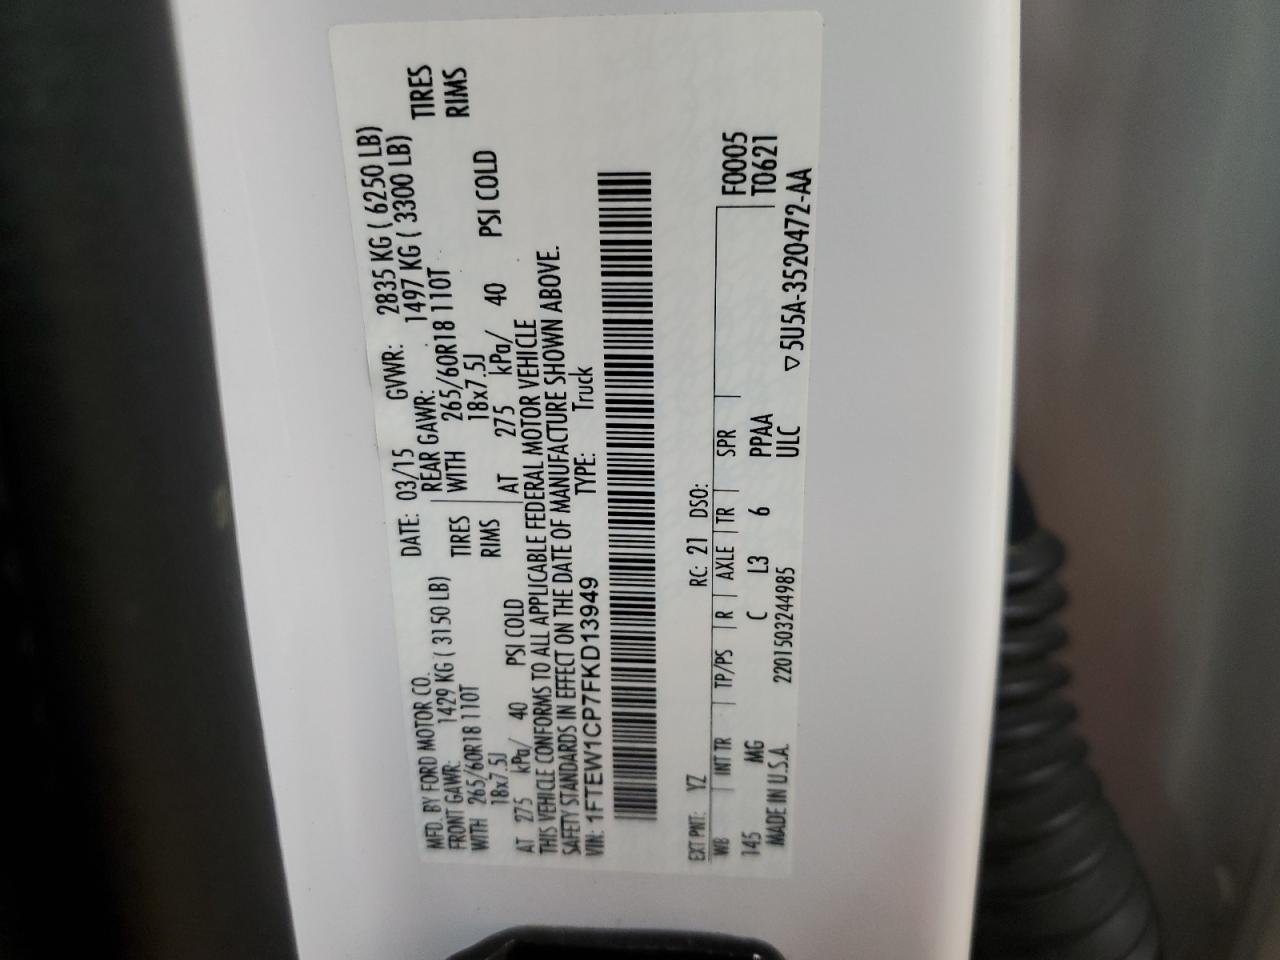 MFD. BY FORD MOTOR CO. DATE: 03/15 GVWR: 2835 KG ( 6250 LB)
FRONT GAWR: 1429 KG ( 3150 LB) REAR GAWR: 1497 KG ( 3300 LB)
WITH 265/60R18 110T TIRES WITH 265/60R18 110T TIRES
18x7.5J RIMS 18x7.5J RIMS
AT 275 kPa/ 40 PSI COLD AT 275 kPa/ 40 PSI COLD
THIS VEHICLE CONFORMS TO ALL APPLICABLE FEDERAL MOTOR VEHICLE
SAFETY STANDARDS IN EFFECT ON THE DATE OF MANUFACTURE SHOWN ABOVE.
VIN: 1FTEW1CP7FKD13949 TYPE: Truck
EXT PNT: YZ RC: 21 DSO:
WB INT TR TP/PS R AXLE TR SPR F0005
145 MG C L3 6 PPAA T0621
MADE IN U.S.A. 2201503244985 ULC
▽5U5A-3520472-AA